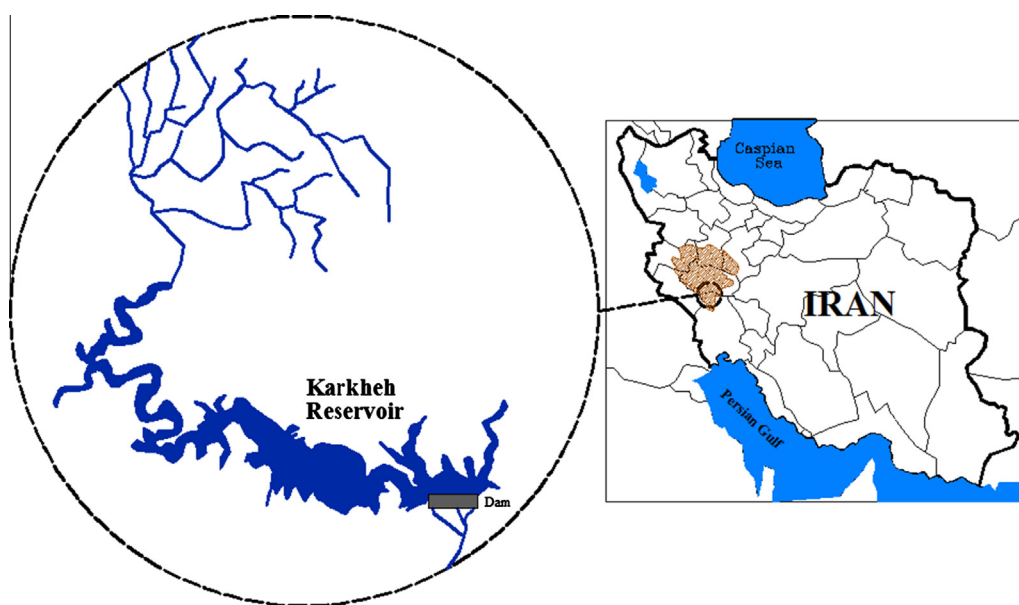 Karkheh
Reservoir
Dam
Caspian
Sea
IRAN
Persian Gulf